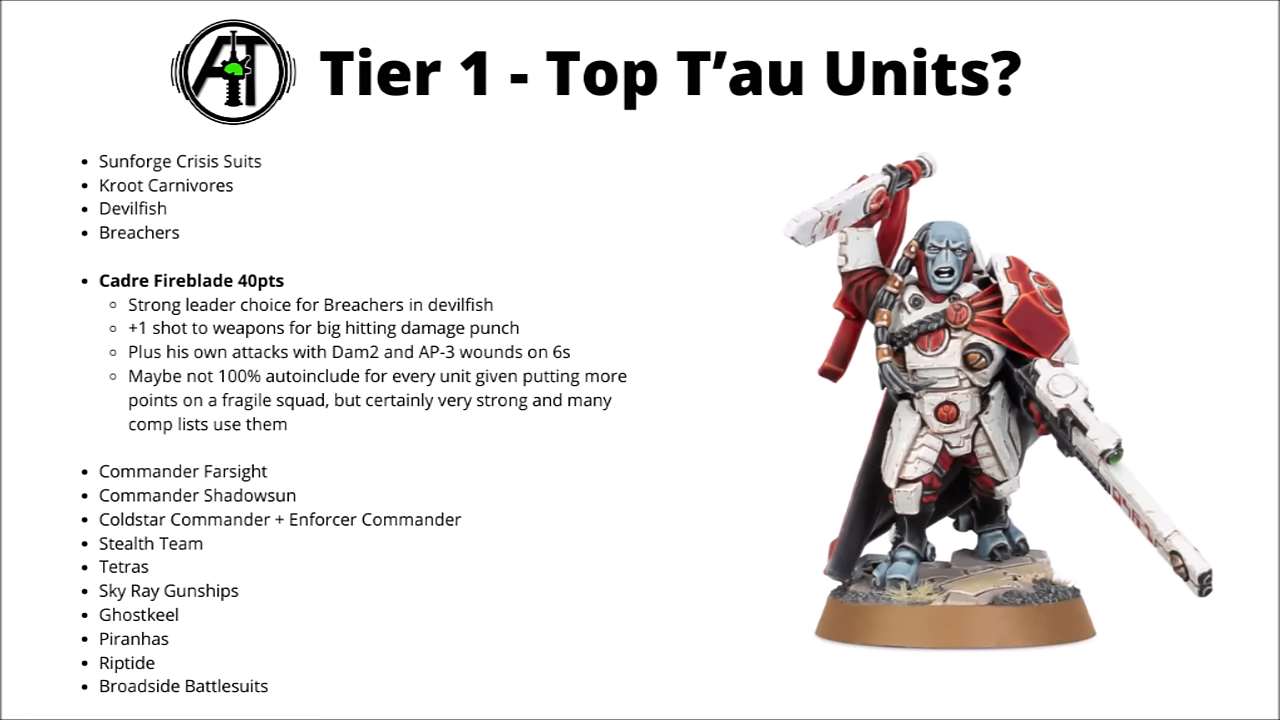 AT
Tier 1 - Top T’au Units?
• Sunforge Crisis Suits
• Kroot Carnivores
• Devilfish
• Breachers
• Cadre Fireblade 40pts
◦ Strong leader choice for Breachers in devilfish
◦ +1 shot to weapons for big hitting damage punch
◦ Plus his own attacks with Dam2 and AP-3 wounds on 6s
◦ Maybe not 100% autoinclude for every unit given putting more
points on a fragile squad, but certainly very strong and many
comp lists use them
• Commander Farsight
• Commander Shadowsun
• Coldstar Commander + Enforcer Commander
• Stealth Team
• Tetras
• Sky Ray Gunships
• Ghostkeel
• Piranhas
• Riptide
• Broadside Battlesuits